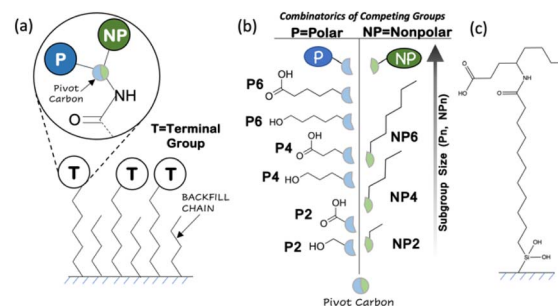 (a)
P
NP
Pivot
Carbon
NH
O
T=Terminal
Group
T
T
T
BACKFILL
CHAIN
(b)
Combinatorics of Competing Groups
P=Polar
NP=Nonpolar
P
NP
P6
OH
O
P6
HO
P4
OH
O
P4
HO
P2
OH
O
P2
HO
NP6
NP4
NP2
Subgroup Size (Pn, NPn)
Pivot Carbon
(c)
O
HO
NH
O
Si
OH
OH